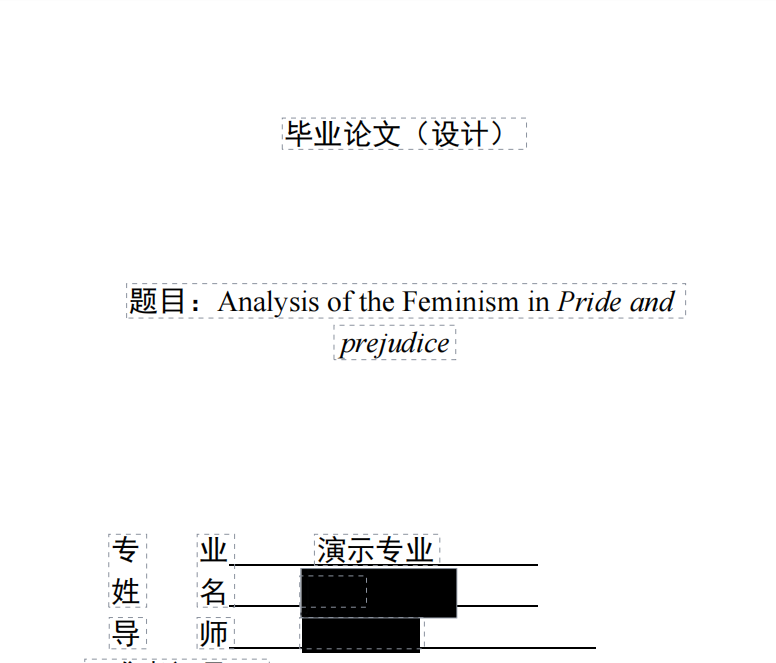 毕业论文（设计）
题目：Analysis of the Feminism in Pride and
prejudice
专 业 演示专业
姓 名
导 师